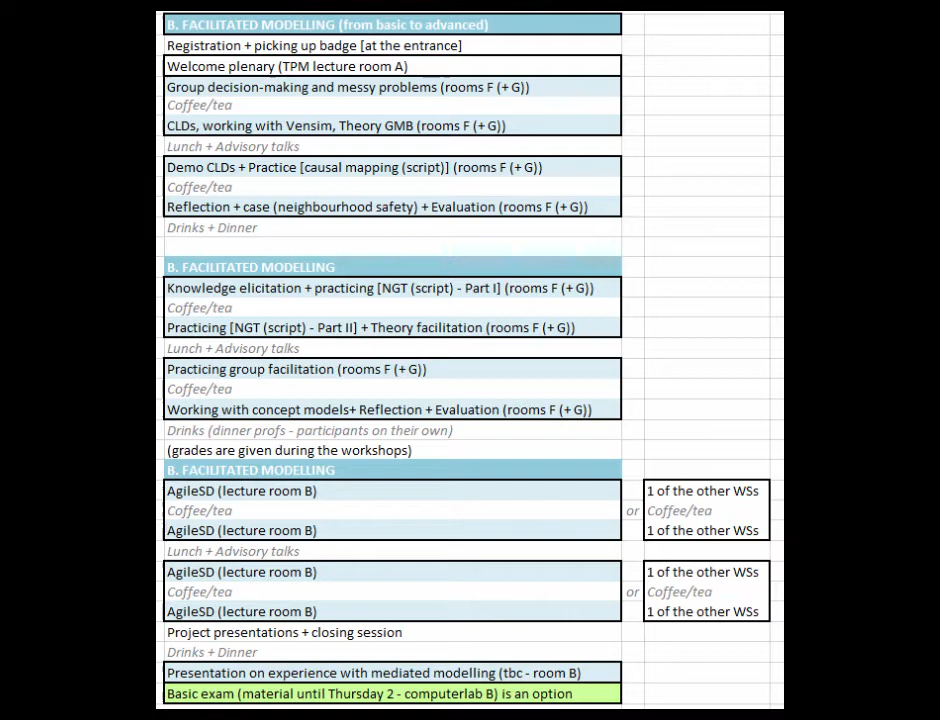 B. FACILITATED MODELLING (from basic to advanced)
Registration + picking up badge [at the entrance]
Welcome plenary (TPM lecture room A)
Group decision-making and messy problems (rooms F (+ G))
Coffee/tea
CLDs, working with Vensim, Theory GMB (rooms F (+ G))
Lunch + Advisory talks
Demo CLDs + Practice [causal mapping (script)] (rooms F (+ G))
Coffee/tea
Reflection + case (neighbourhood safety) + Evaluation (rooms F (+ G))
Drinks + Dinner
B. FACILITATED MODELLING
Knowledge elicitation + practicing [NGT (script) - Part I] (rooms F (+ G))
Coffee/tea
Practicing [NGT (script) - Part II] + Theory facilitation (rooms F (+ G))
Lunch + Advisory talks
Practicing group facilitation (rooms F (+ G))
Coffee/tea
Working with concept models+ Reflection + Evaluation (rooms F (+ G))
Drinks (dinner profs - participants on their own)
(grades are given during the workshops)
B. FACILITATED MODELLING
AgileSD (lecture room B) 1 of the other WSs
Coffee/tea or Coffee/tea
AgileSD (lecture room B) 1 of the other WSs
Lunch + Advisory talks
AgileSD (lecture room B) 1 of the other WSs
Coffee/tea or Coffee/tea
AgileSD (lecture room B) 1 of the other WSs
Project presentations + closing session
Drinks + Dinner
Presentation on experience with mediated modelling (tbc - room B)
Basic exam (material until Thursday 2 - computerlab B) is an option